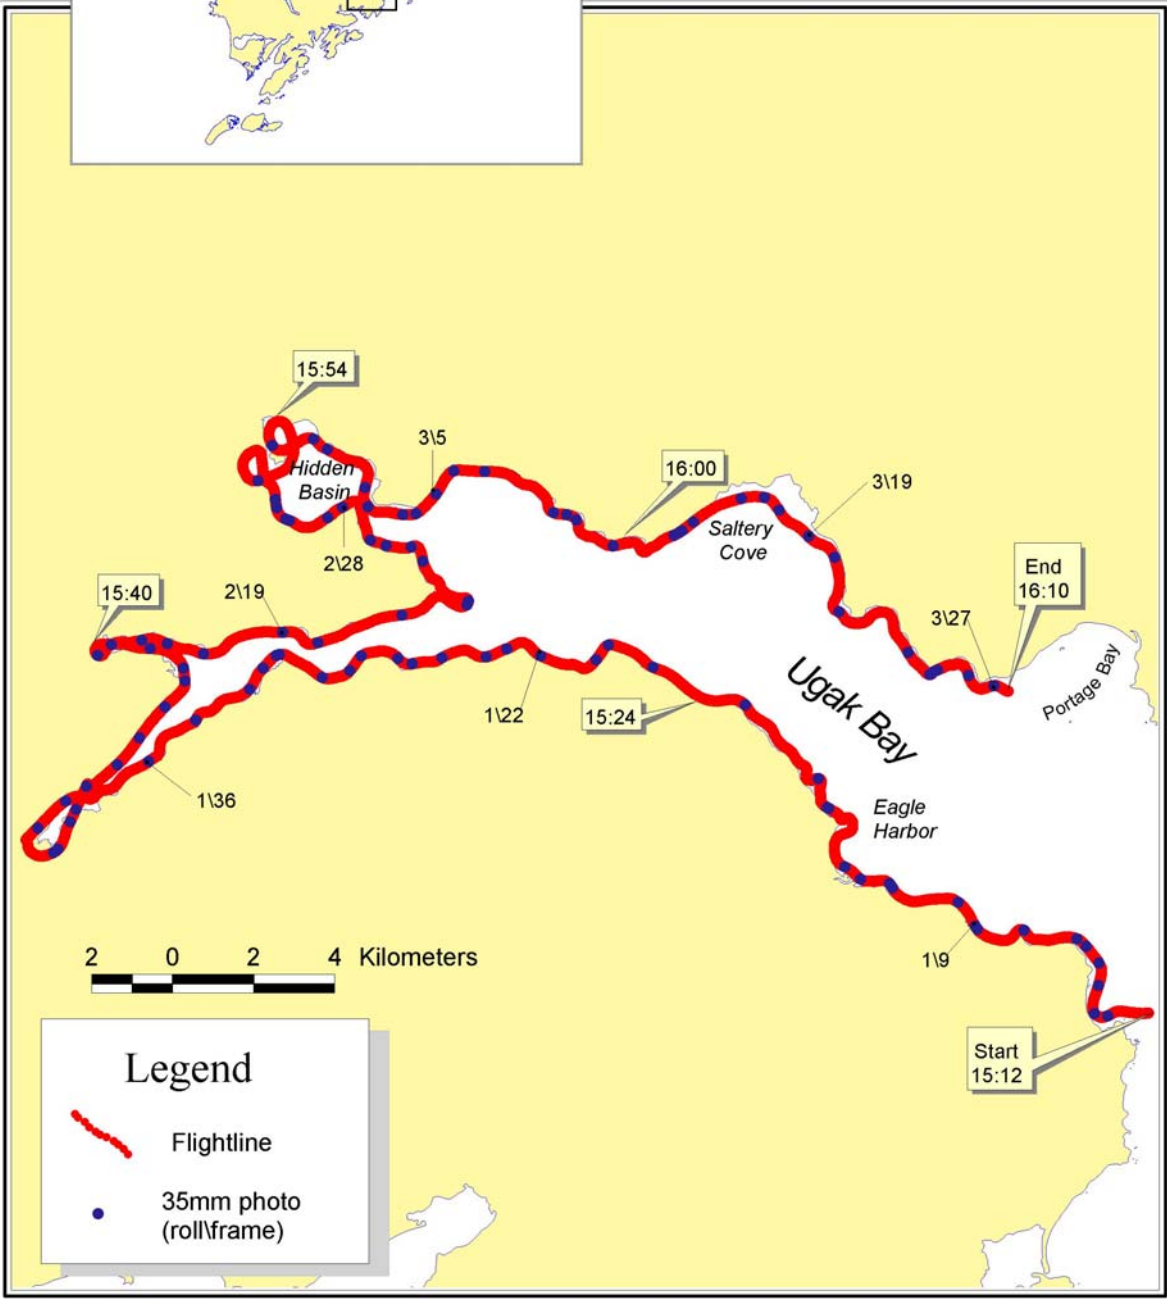 15:54
3\5
16:00
3\19
Hidden
Basin
Saltery
Cove
2\28
End
16:10
15:40
2\19
3\27
Portage Bay
Ugak Bay
1\22
15:24
1\36
Eagle
Harbor
1\9
2 0 2 4 Kilometers
Start
15:12
Legend
Flightline
35mm photo
(roll\frame)